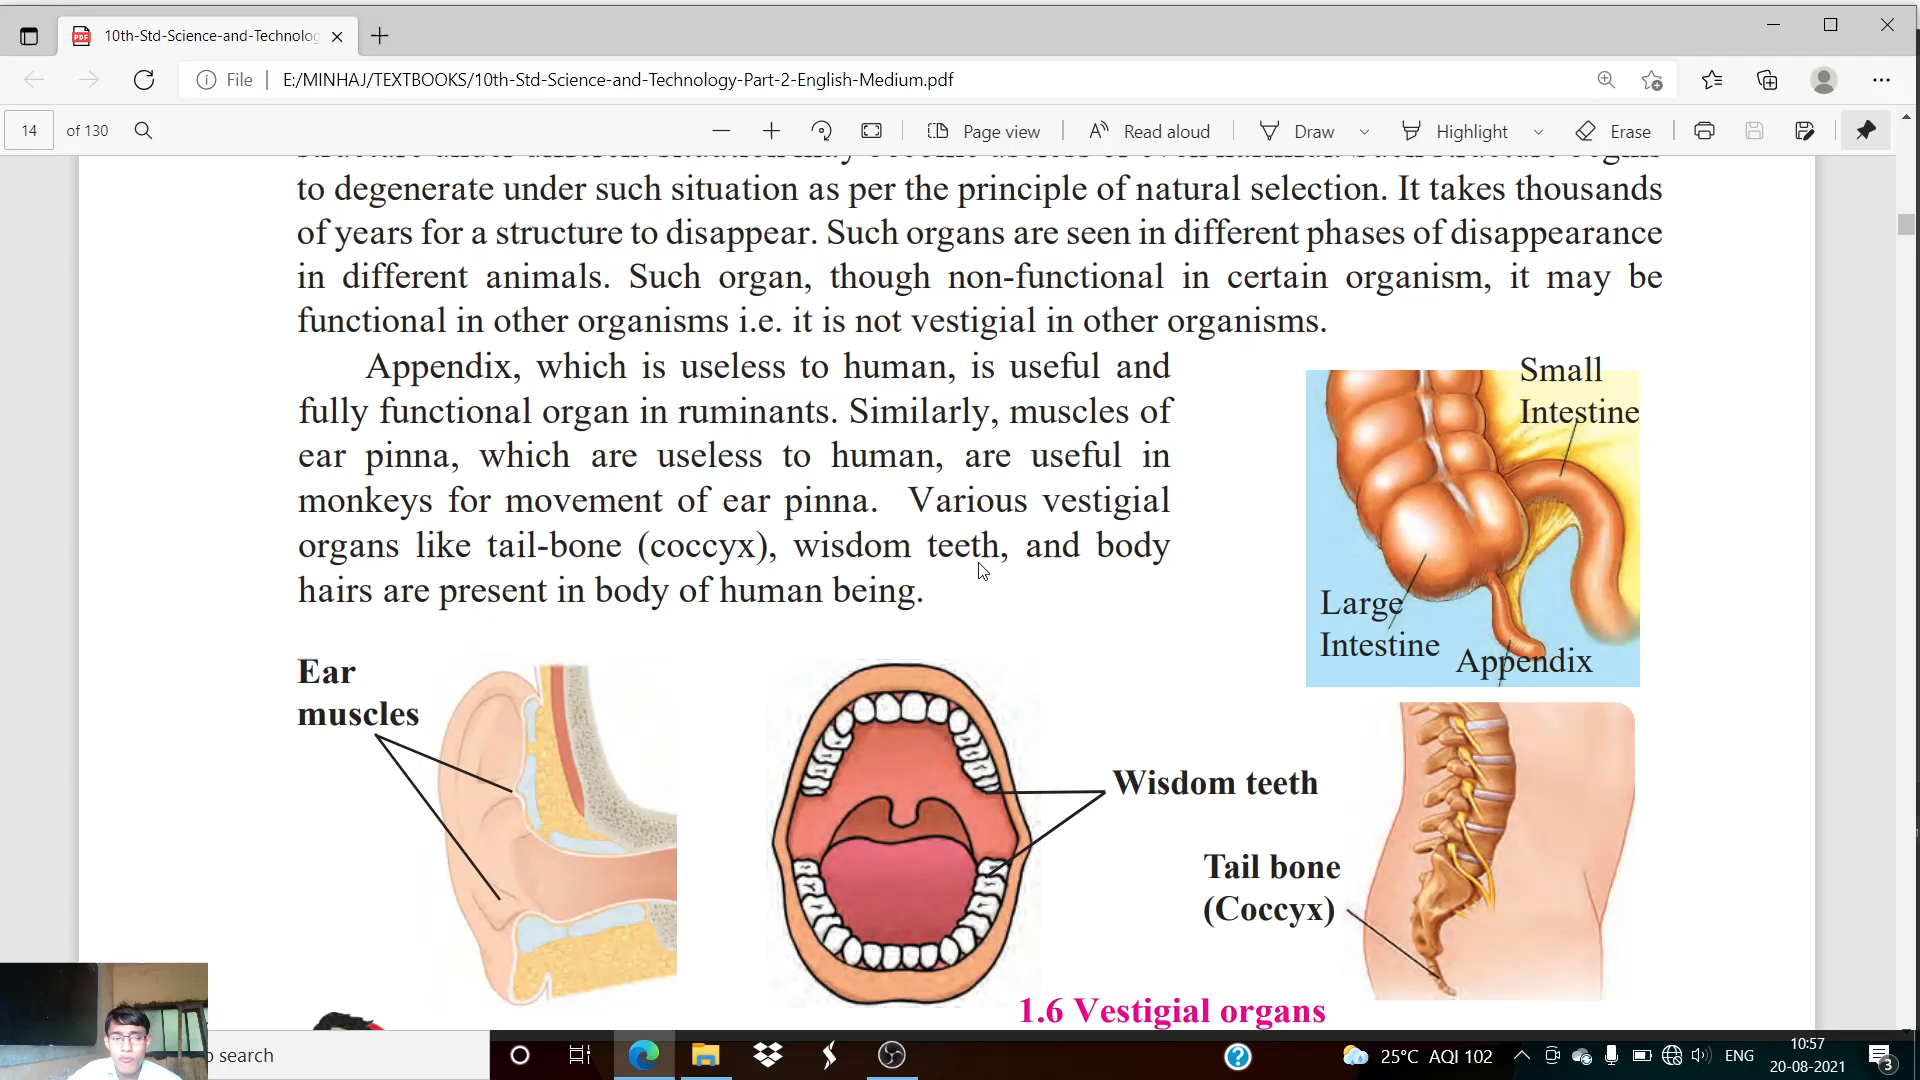 10th-Std-Science-and-Technolog
File
E:/MINHAJ/TEXTBOOKS/10th-Std-Science-and-Technology-Part-2-English-Medium.pdf
14 of 130
Page view
Read aloud
Draw
Highlight
Erase
to degenerate under such situation as per the principle of natural selection. It takes thousands
of years for a structure to disappear. Such organs are seen in different phases of disappearance
in different animals. Such organ, though non-functional in certain organism, it may be
functional in other organisms i.e. it is not vestigial in other organisms.
Appendix, which is useless to human, is useful and
fully functional organ in ruminants. Similarly, muscles of
ear pinna, which are useless to human, are useful in
monkeys for movement of ear pinna. Various vestigial
organs like tail-bone (coccyx), wisdom teeth, and body
hairs are present in body of human being.
Small
Intestine
Large
Intestine
Appendix
Ear
muscles
Wisdom teeth
Tail bone
(Coccyx)
1.6 Vestigial organs
search
25°C AQI 102
ENG
10:57
20-08-2021
3